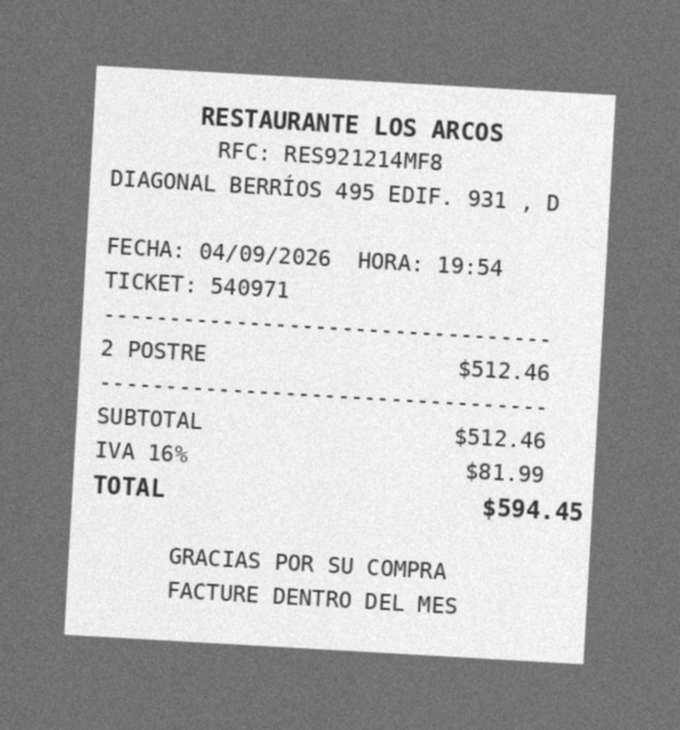 RESTAURANTE LOS ARCOS
RFC: RES921214MF8
DIAGONAL BERRÍOS 495 EDIF. 931 , D
FECHA: 04/09/2026 HORA: 19:54
TICKET: 540971
----------------------------------
2 POSTRE $512.46
----------------------------------
SUBTOTAL $512.46
IVA 16% $81.99
TOTAL $594.45
GRACIAS POR SU COMPRA
FACTURE DENTRO DEL MES